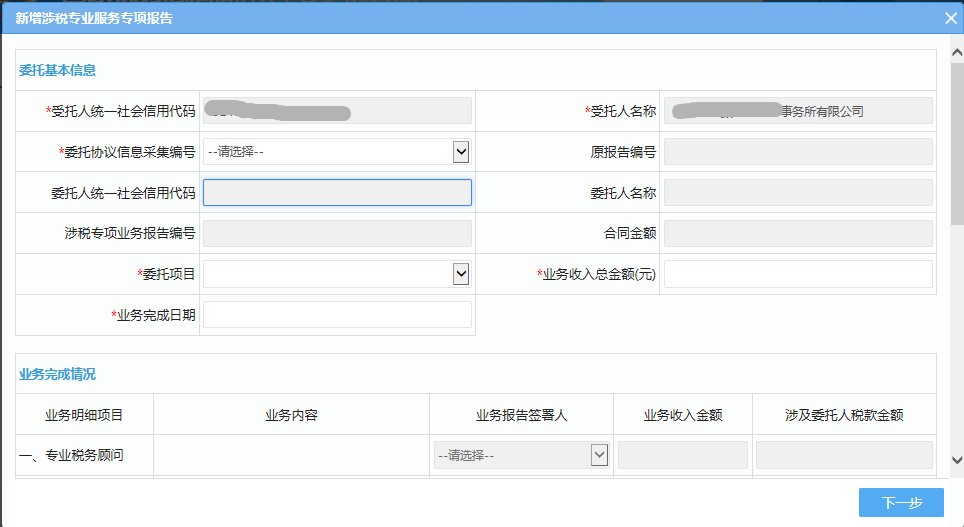 新增涉税专业服务专项报告
委托基本信息
*受托人统一社会信用代码
*受托人名称 事务所有限公司
*委托协议信息采集编号 --请选择-- 原报告编号
委托人统一社会信用代码 委托人名称
涉税专项业务报告编号 合同金额
*委托项目 *业务收入总金额(元)
*业务完成日期
业务完成情况
业务明细项目 业务内容 业务报告签署人 业务收入金额 涉及委托人税款金额
一、专业税务顾问 --请选择--
下一步